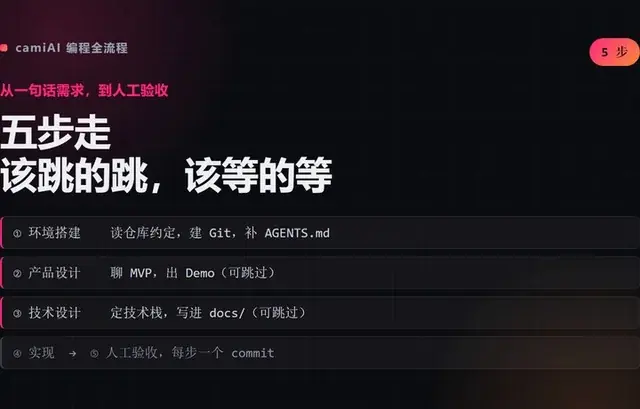 camiAI 编程全流程
5 步
从一句话需求，到人工验收
五步走
该跳的跳，该等的等
① 环境搭建 读仓库约定，建 Git，补 AGENTS.md
② 产品设计 聊 MVP，出 Demo（可跳过）
③ 技术设计 定技术栈，写进 docs/（可跳过）
④ 实现 → ⑤ 人工验收，每步一个 commit